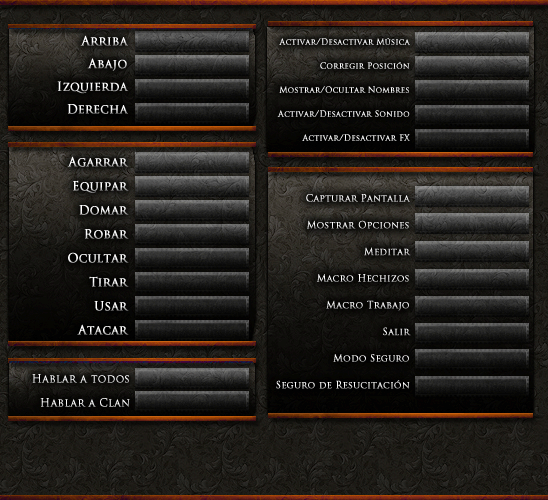 Arriba
Abajo
Izquierda
Derecha
Agarrar
Equipar
Domar
Robar
Ocultar
Tirar
Usar
Atacar
Hablar a todos
Hablar a Clan
Activar/Desactivar Música
Corregir Posición
Mostrar/Ocultar Nombres
Activar/Desactivar Sonido
Activar/Desactivar FX
Capturar Pantalla
Mostrar Opciones
Meditar
Macro Hechizos
Macro Trabajo
Salir
Modo Seguro
Seguro de Resucitación